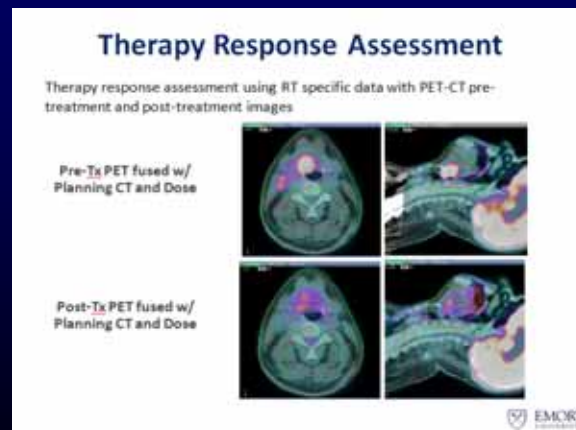 Therapy Response Assessment
Therapy response assessment using RT specific data with PET-CT pre-
treatment and post-treatment images
Pre-Tx PET fused w/
Planning CT and Dose
Post-Tx PET fused w/
Planning CT and Dose
EMOR